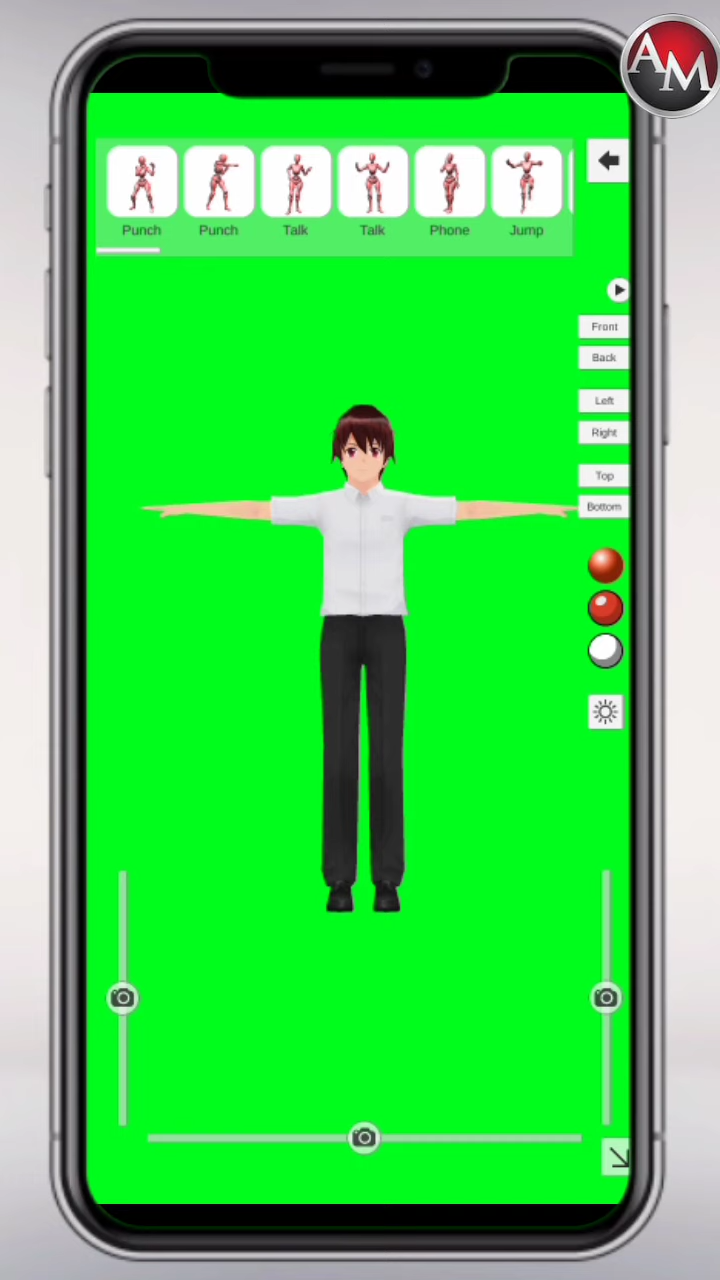 AM
Punch
Punch
Talk
Talk
Phone
Jump
Front
Back
Left
Right
Top
Bottom